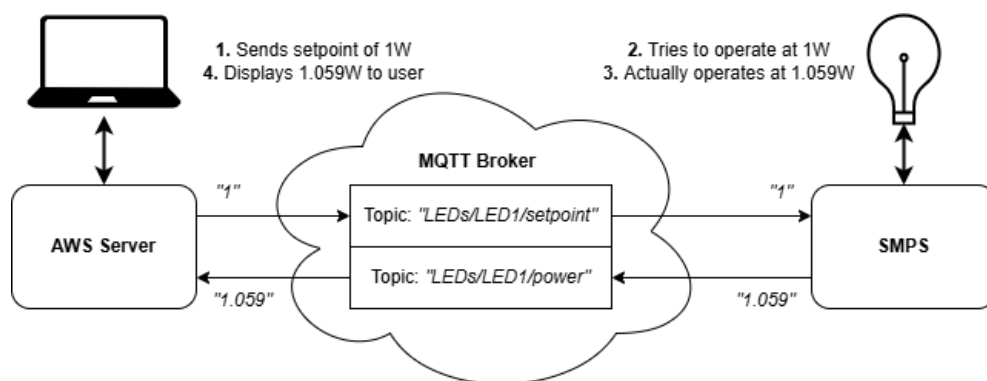 1. Sends setpoint of 1W
4. Displays 1.059W to user
2. Tries to operate at 1W
3. Actually operates at 1.059W
MQTT Broker
"1"
Topic: "LEDs/LED1/setpoint"
"1"
AWS Server
SMPS
Topic: "LEDs/LED1/power"
"1.059"
"1.059"